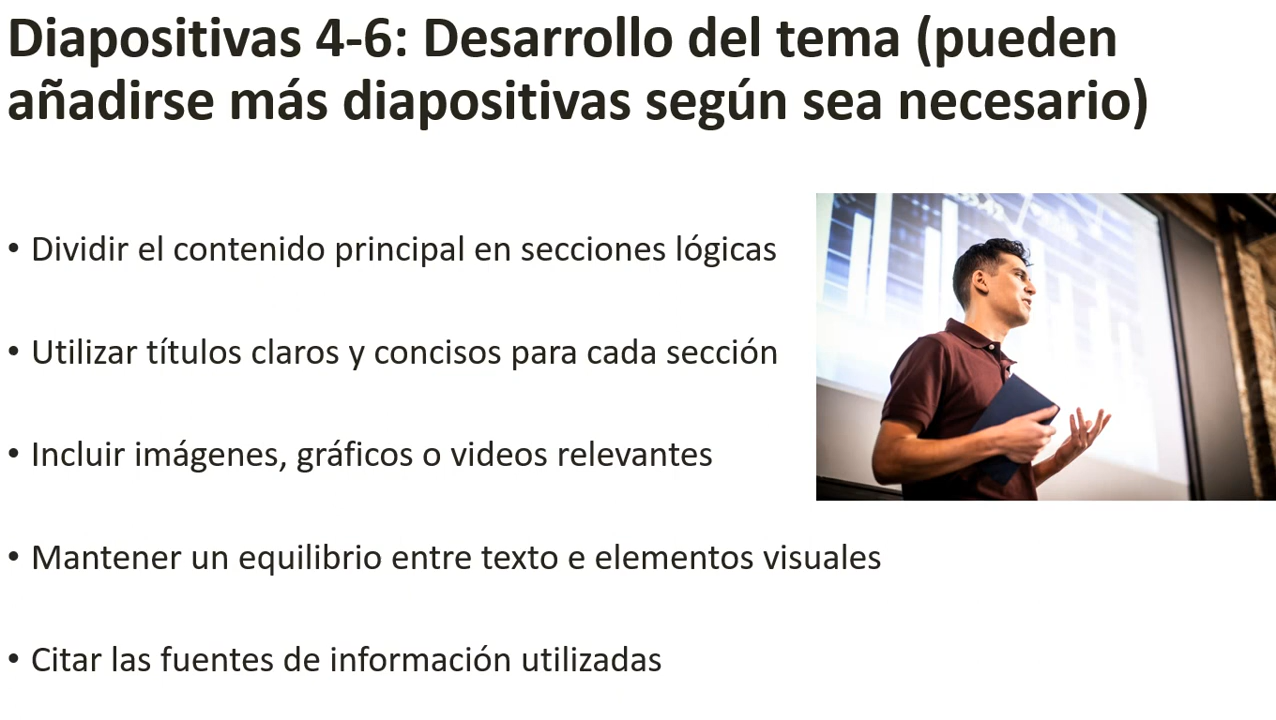 Diapositivas 4-6: Desarrollo del tema (pueden
añadirse más diapositivas según sea necesario)
• Dividir el contenido principal en secciones lógicas
• Utilizar títulos claros y concisos para cada sección
• Incluir imágenes, gráficos o videos relevantes
• Mantener un equilibrio entre texto e elementos visuales
• Citar las fuentes de información utilizadas